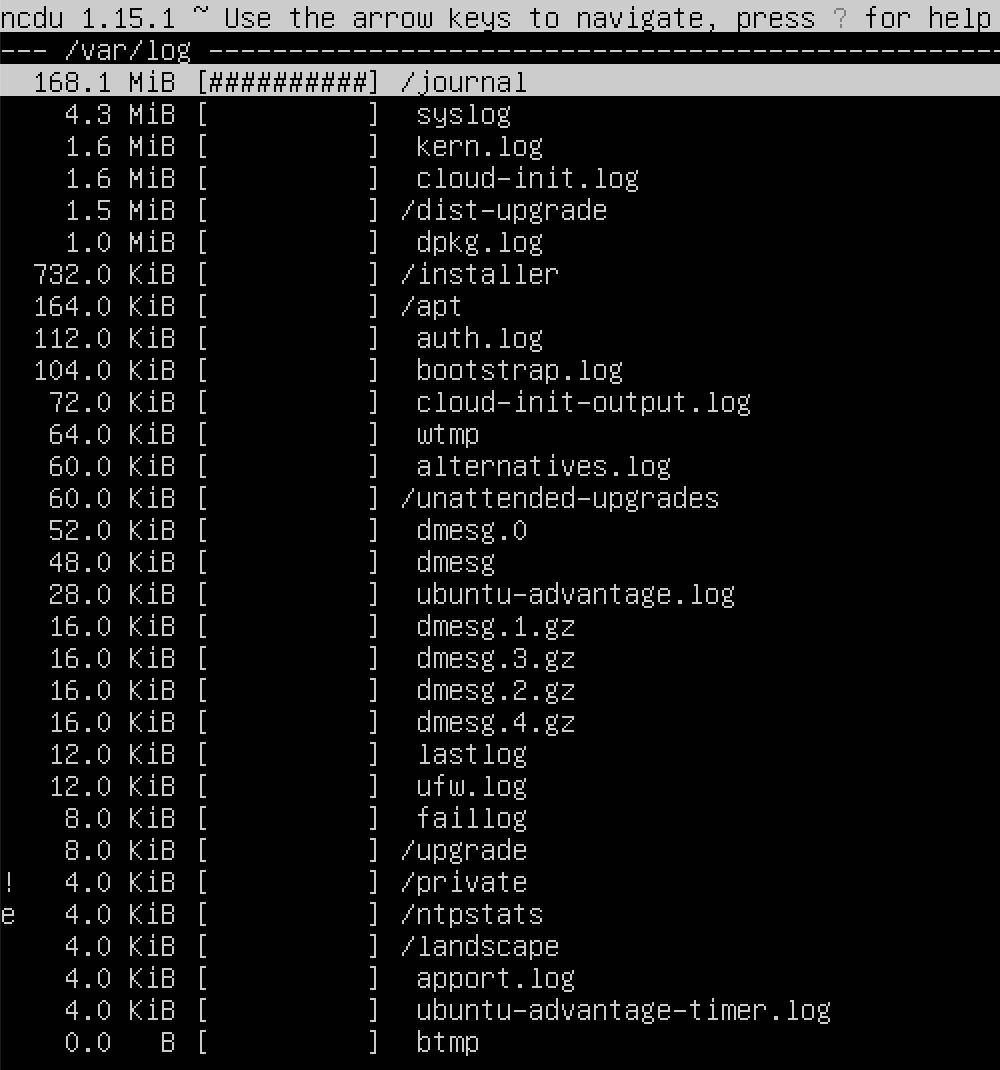 ncdu 1.15.1 ~ Use the arrow keys to navigate, press ? for help
--- /var/log --------------------------------------------------
  168.1 MiB [##########] /journal
    4.3 MiB [          ]  syslog
    1.6 MiB [          ]  kern.log
    1.6 MiB [          ]  cloud-init.log
    1.5 MiB [          ] /dist-upgrade
    1.0 MiB [          ]  dpkg.log
  732.0 KiB [          ] /installer
  164.0 KiB [          ] /apt
  112.0 KiB [          ]  auth.log
  104.0 KiB [          ]  bootstrap.log
   72.0 KiB [          ]  cloud-init-output.log
   64.0 KiB [          ]  wtmp
   60.0 KiB [          ]  alternatives.log
   60.0 KiB [          ] /unattended-upgrades
   52.0 KiB [          ]  dmesg.0
   48.0 KiB [          ]  dmesg
   28.0 KiB [          ]  ubuntu-advantage.log
   16.0 KiB [          ]  dmesg.1.gz
   16.0 KiB [          ]  dmesg.3.gz
   16.0 KiB [          ]  dmesg.2.gz
   16.0 KiB [          ]  dmesg.4.gz
   12.0 KiB [          ]  lastlog
   12.0 KiB [          ]  ufw.log
    8.0 KiB [          ]  faillog
    8.0 KiB [          ] /upgrade
!   4.0 KiB [          ] /private
e   4.0 KiB [          ] /ntpstats
    4.0 KiB [          ] /landscape
    4.0 KiB [          ]  apport.log
    4.0 KiB [          ]  ubuntu-advantage-timer.log
    0.0   B [          ]  btmp